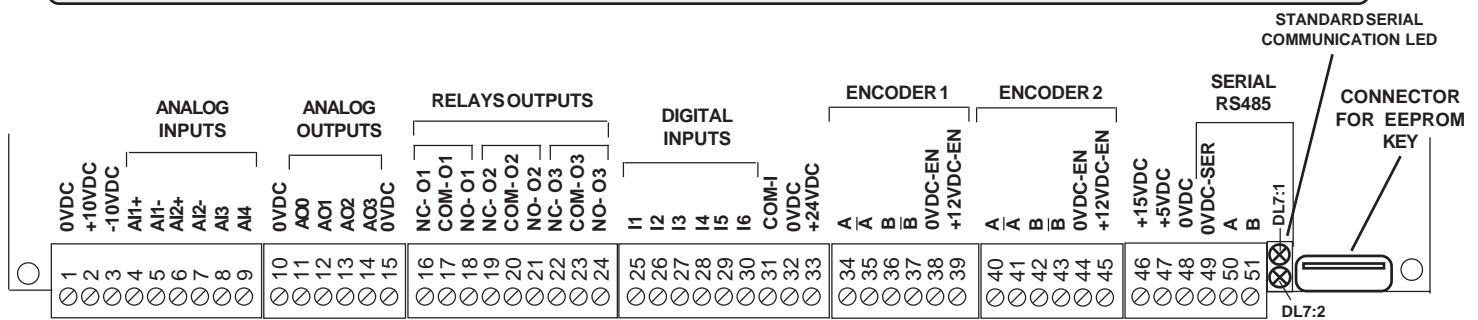 STANDARD SERIAL
COMMUNICATION LED
ANALOG
INPUTS
ANALOG
OUTPUTS
RELAYS OUTPUTS
DIGITAL
INPUTS
ENCODER 1
ENCODER 2
SERIAL
RS485
CONNECTOR
FOR EEPROM
KEY
0VDC
+10VDC
-10VDC
AI1+
AI1-
AI2+
AI2-
AI3
AI4
0VDC
AO0
AO1
AO2
AO3
0VDC
NC- O1
COM- O1
NO- O1
NC- O2
COM- O2
NO- O2
NC- O3
COM- O3
NO- O3
I1
I2
I3
I4
I5
I6
COM-I
0VDC
+24VDC
A
A̅
B
B̅
0VDC-EN
+12VDC-EN
A
A̅
B
B̅
0VDC-EN
+12VDC-EN
+15VDC
+5VDC
0VDC
0VDC-SER
A
B
DL7:1
1 2 3 4 5 6 7 8 9 10 11 12 13 14 15 16 17 18 19 20 21 22 23 24 25 26 27 28 29 30 31 32 33 34 35 36 37 38 39 40 41 42 43 44 45 46 47 48 49 50 51
DL7:2